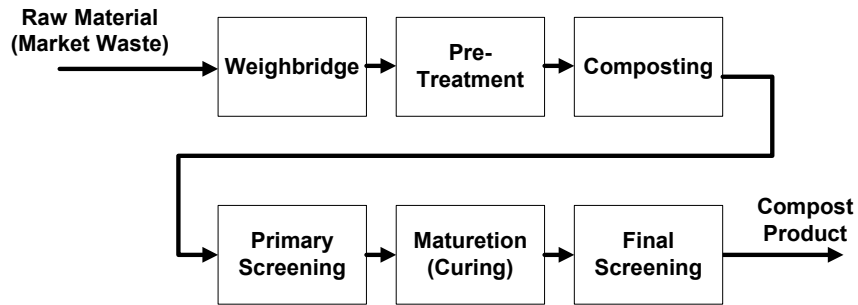 Raw Material
(Market Waste)
Weighbridge
Pre-
Treatment
Composting
Primary
Screening
Maturetion
(Curing)
Final
Screening
Compost
Product